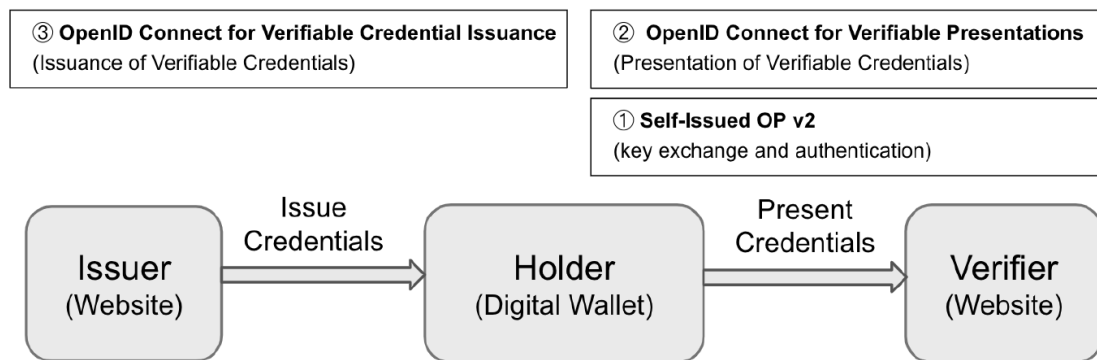 ③ OpenID Connect for Verifiable Credential Issuance
(Issuance of Verifiable Credentials)
② OpenID Connect for Verifiable Presentations
(Presentation of Verifiable Credentials)
① Self-Issued OP v2
(key exchange and authentication)
Issuer
(Website)
Issue
Credentials
Holder
(Digital Wallet)
Present
Credentials
Verifier
(Website)